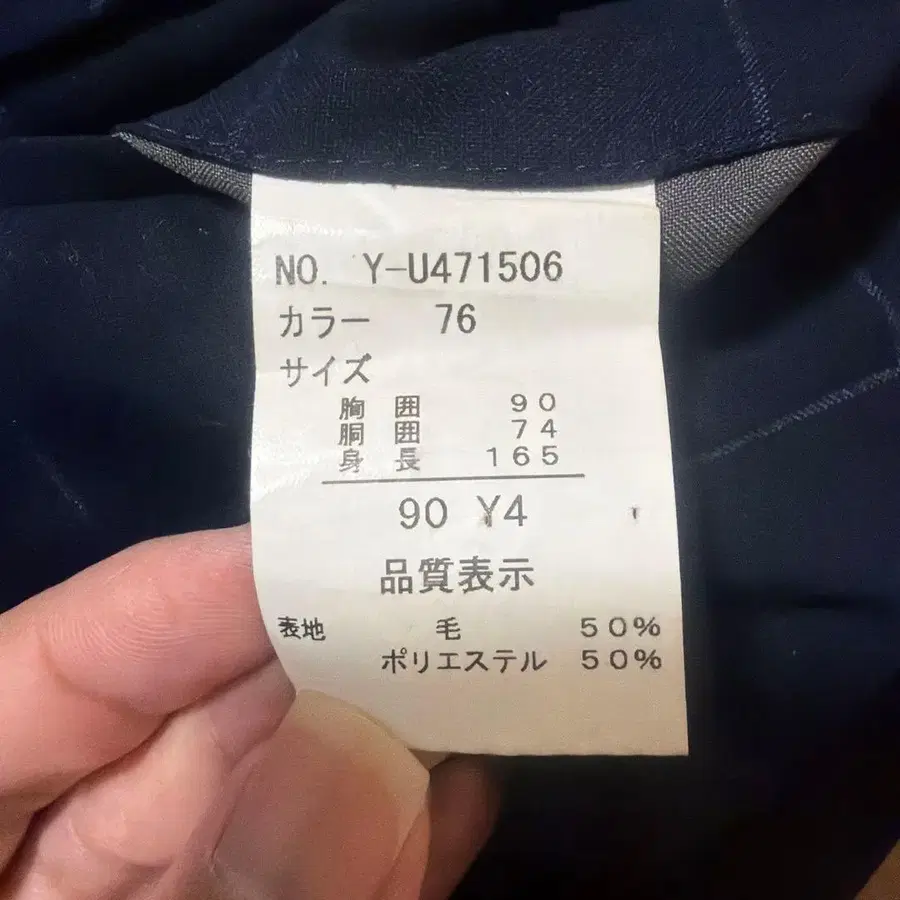 NO. Y-U471506
カラー 76
サイズ
胸囲 90
胴囲 74
身長 165
90 Y4
品質表示
表地 毛 50%
ポリエステル 50%